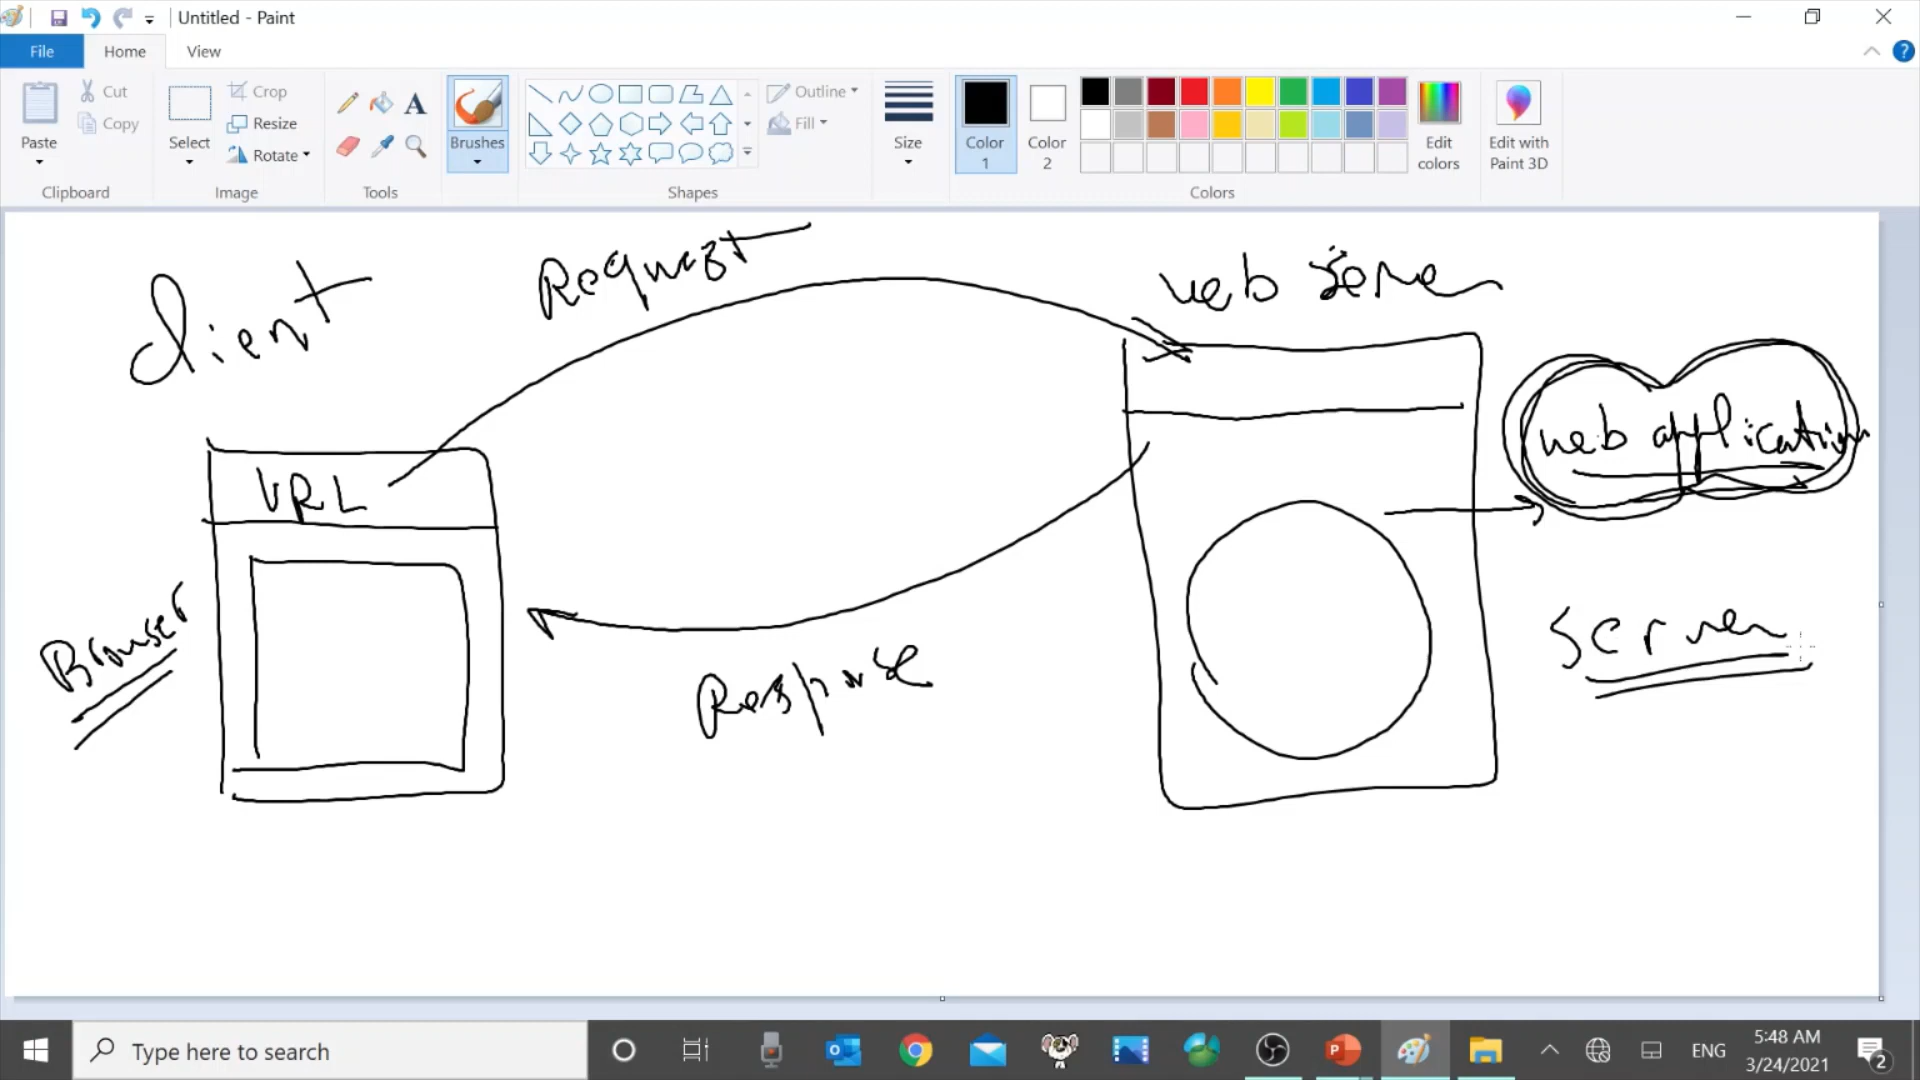 Untitled - Paint
File
Home
View
Paste
Cut
Copy
Clipboard
Select
Crop
Resize
Rotate
Image
Tools
Brushes
Outline
Fill
Shapes
Size
Color 1
Color 2
Edit colors
Colors
Edit with Paint 3D
Client
Request
web server
URL
web application
Browser
Response
Server
Type here to search
ENG
5:48 AM
3/24/2021
2